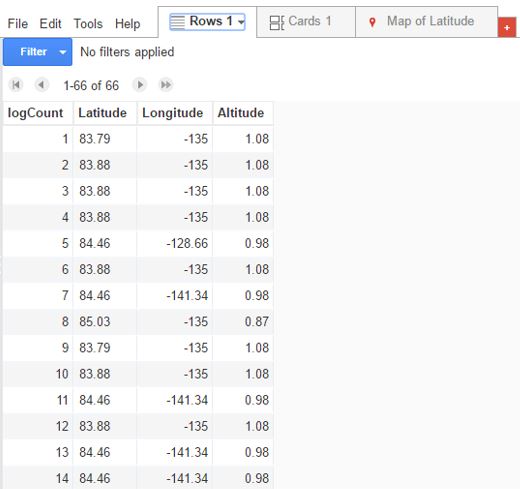 File Edit Tools Help Rows 1 Cards 1 Map of Latitude +
Filter No filters applied
1-66 of 66
logCount Latitude Longitude Altitude
1 83.79 -135 1.08
2 83.88 -135 1.08
3 83.88 -135 1.08
4 83.88 -135 1.08
5 84.46 -128.66 0.98
6 83.88 -135 1.08
7 84.46 -141.34 0.98
8 85.03 -135 0.87
9 83.79 -135 1.08
10 83.88 -135 1.08
11 84.46 -141.34 0.98
12 83.88 -135 1.08
13 84.46 -141.34 0.98
14 84.46 -141.34 0.98